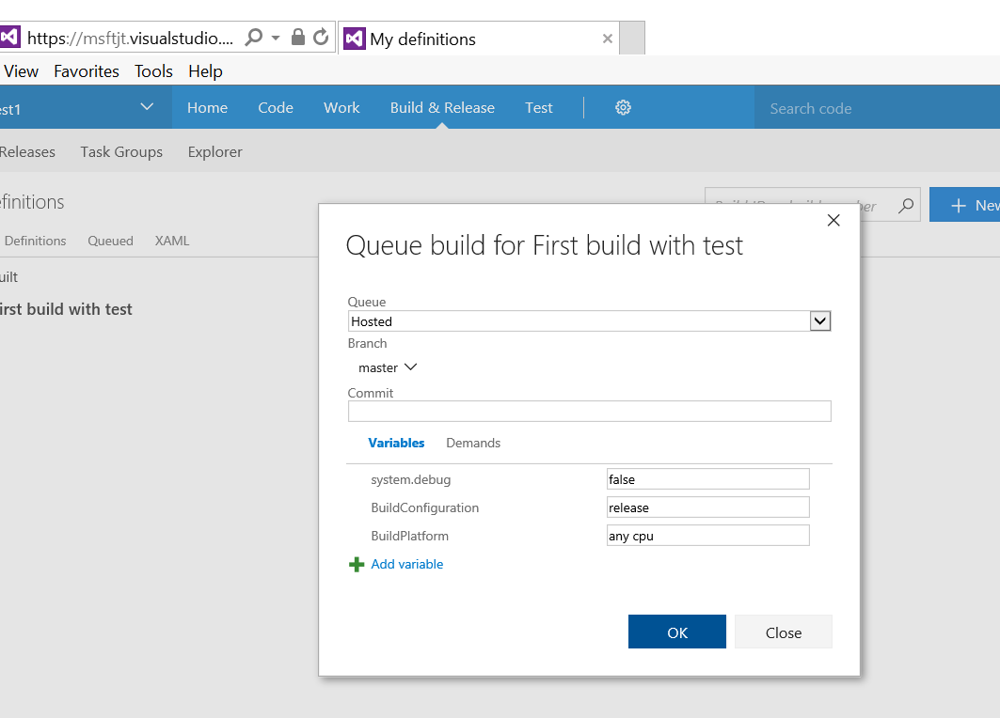 https://msftjt.visualstudio.... My definitions
View Favorites Tools Help
est1 Home Code Work Build & Release Test Search code
Releases Task Groups Explorer
efinitions
New
Definitions Queued XAML
uilt
irst build with test
Queue build for First build with test
Queue
Hosted
Branch
master
Commit
Variables Demands
system.debug false
BuildConfiguration release
BuildPlatform any cpu
Add variable
OK Close